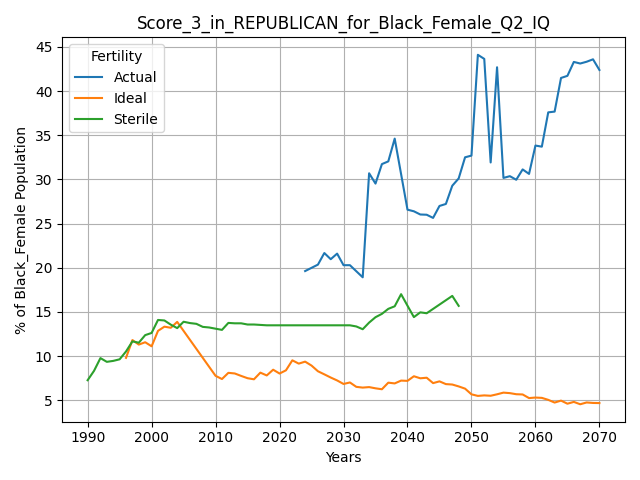 Score_3_in_REPUBLICAN_for_Black_Female_Q2_IQ
Fertility
Actual
Ideal
Sterile
% of Black_Female Population
45
40
35
30
25
20
15
10
5
1990 2000 2010 2020 2030 2040 2050 2060 2070
Years